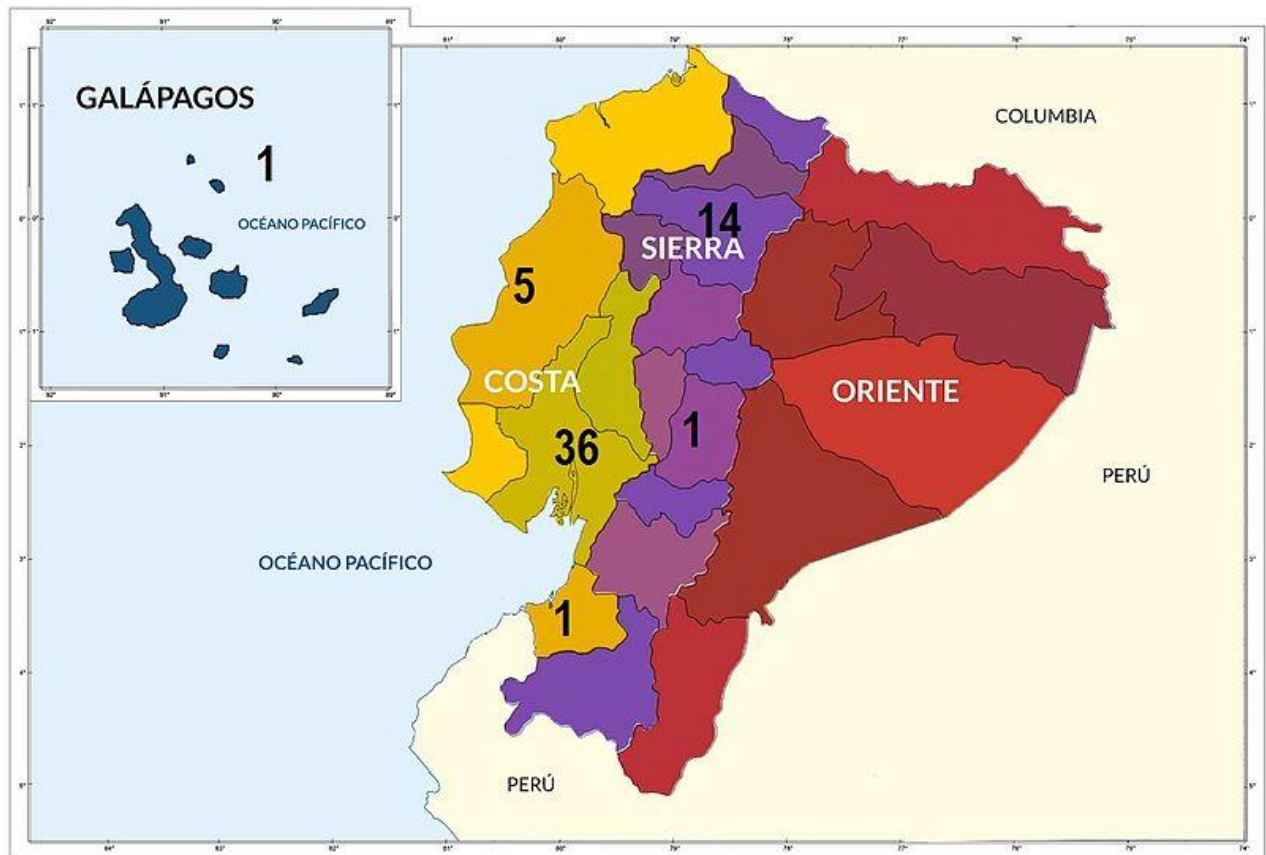 GALÁPAGOS
1
OCÉANO PACÍFICO
COLUMBIA
14
SIERRA
5
COSTA
ORIENTE
36
1
PERÚ
OCÉANO PACÍFICO
1
PERÚ